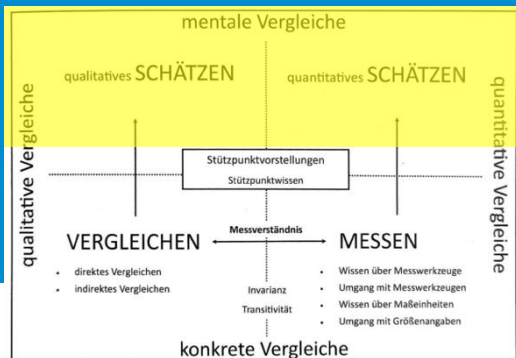 mentale Vergleiche
qualitatives SCHÄTZEN
quantitatives SCHÄTZEN
qualitative Vergleiche
quantitative Vergleiche
Stützpunktvorstellungen
Stützpunktwissen
Messverständnis
VERGLEICHEN
MESSEN
• direktes Vergleichen
• indirektes Vergleichen
Invarianz
Transitivität
• Wissen über Messwerkzeuge
• Umgang mit Messwerkzeugen
• Wissen über Maßeinheiten
• Umgang mit Größenangaben
konkrete Vergleiche